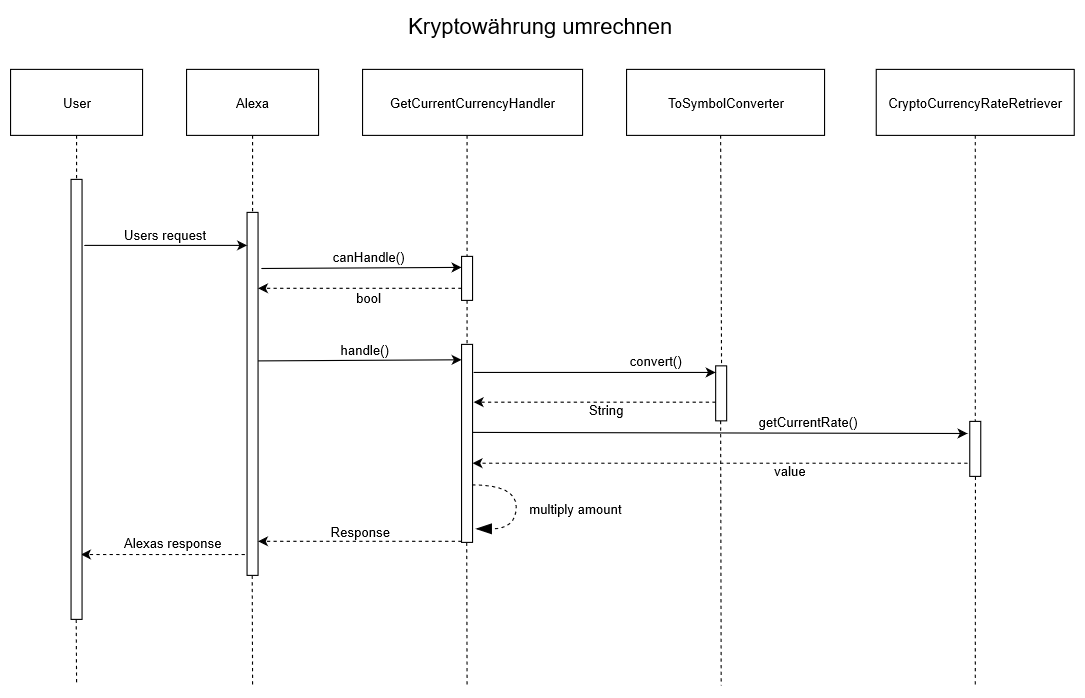 Kryptowährung umrechnen
User
Alexa
GetCurrentCurrencyHandler
ToSymbolConverter
CryptoCurrencyRateRetriever
Users request
canHandle()
bool
handle()
convert()
String
getCurrentRate()
value
multiply amount
Response
Alexas response